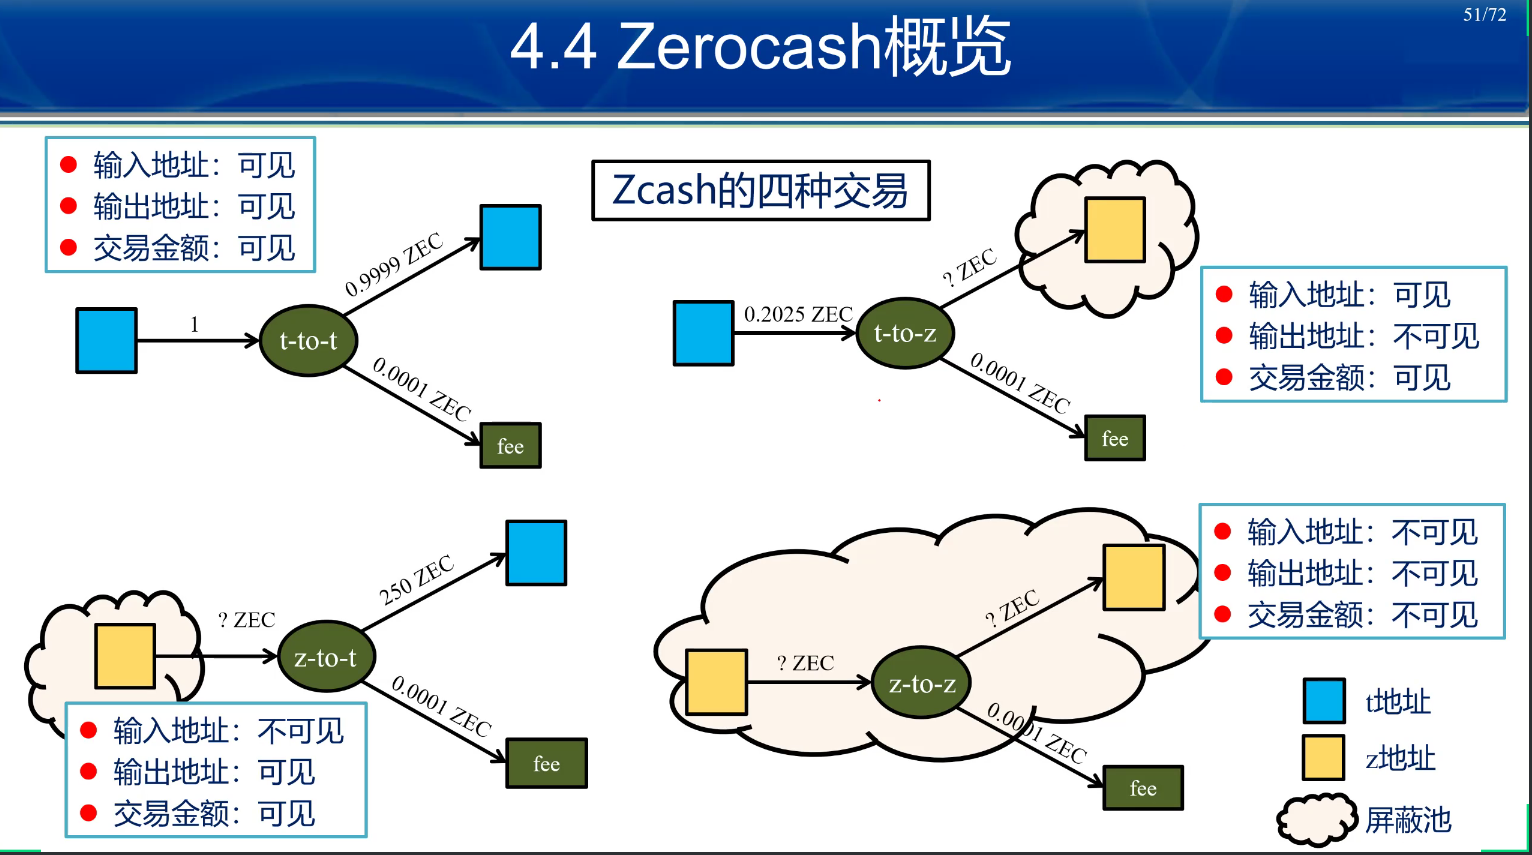 51/72
4.4 Zerocash概览
输入地址：可见
输出地址：可见
交易金额：可见
1
t-to-t
0.9999 ZEC
0.0001 ZEC
fee
Zcash的四种交易
0.2025 ZEC
t-to-z
? ZEC
0.0001 ZEC
fee
输入地址：可见
输出地址：不可见
交易金额：可见
? ZEC
z-to-t
250 ZEC
0.0001 ZEC
fee
输入地址：不可见
输出地址：可见
交易金额：可见
? ZEC
z-to-z
? ZEC
0.0001 ZEC
fee
输入地址：不可见
输出地址：不可见
交易金额：不可见
t地址
z地址
屏蔽池